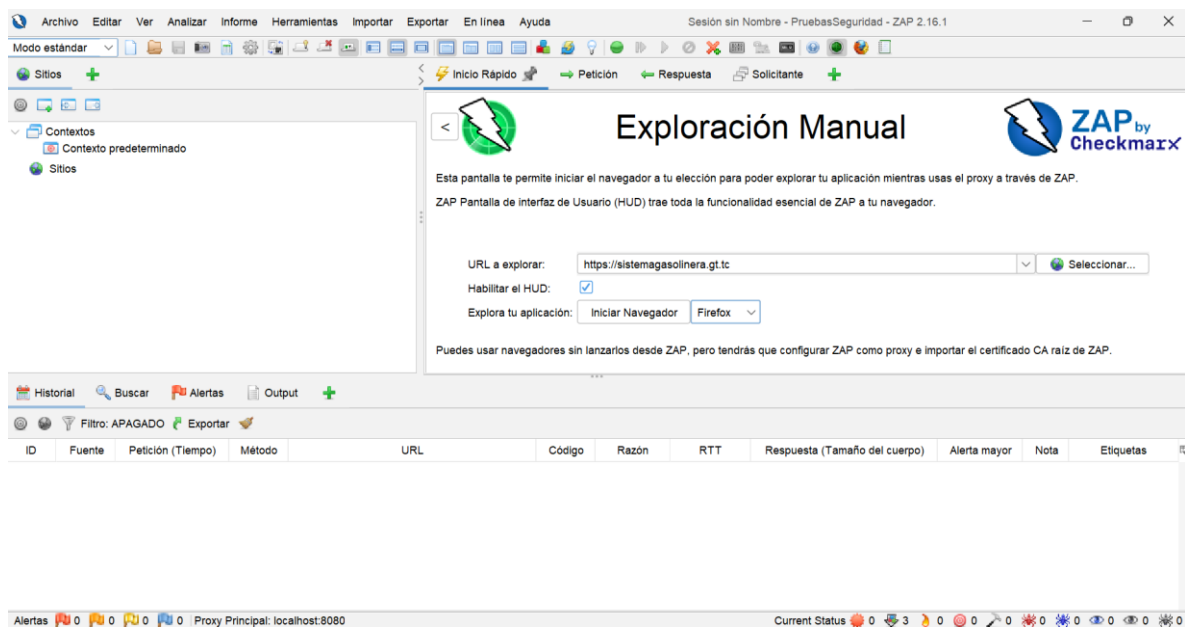 Archivo Editar Ver Analizar Informe Herramientas Importar Exportar En línea Ayuda Sesión sin Nombre - PruebasSeguridad - ZAP 2.16.1
Modo estándar
Sitios
Inicio Rápido Petición Respuesta Solicitante
<
Exploración Manual
ZAP by Checkmarx
Contextos
Contexto predeterminado
Sitios
Esta pantalla te permite iniciar el navegador a tu elección para poder explorar tu aplicación mientras usas el proxy a través de ZAP.
ZAP Pantalla de interfaz de Usuario (HUD) trae toda la funcionalidad esencial de ZAP a tu navegador.
URL a explorar: https://sistemagasolinera.gt.tc Seleccionar...
Habilitar el HUD:
Explora tu aplicación: Iniciar Navegador Firefox
Puedes usar navegadores sin lanzarlos desde ZAP, pero tendrás que configurar ZAP como proxy e importar el certificado CA raíz de ZAP.
Historial Buscar Alertas Output
Filtro: APAGADO Exportar
ID Fuente Petición (Tiempo) Método URL Código Razón RTT Respuesta (Tamaño del cuerpo) Alerta mayor Nota Etiquetas
Alertas 0 0 0 0 Proxy Principal: localhost:8080 Current Status 0 3 0 0 0 0 0 0 0 0